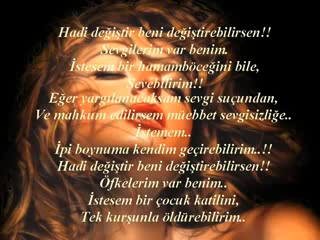 Hadi değiştir beni değiştirebilirsen!!
Sevgilerim var benim.
İstesem bir hamamböceğini bile,
Sevebilirim!!
Eğer yargılanacaksam sevgi suçundan,
Ve mahkum edilirsem müebbet sevgisizliğe..
İstemem..
İpi boynuma kendim geçirebilirim..!!
Hadi değiştir beni değiştirebilirsen!!
Öfkelerim var benim..
İstesem bir çocuk katilini,
Tek kurşunla öldürebilirim..